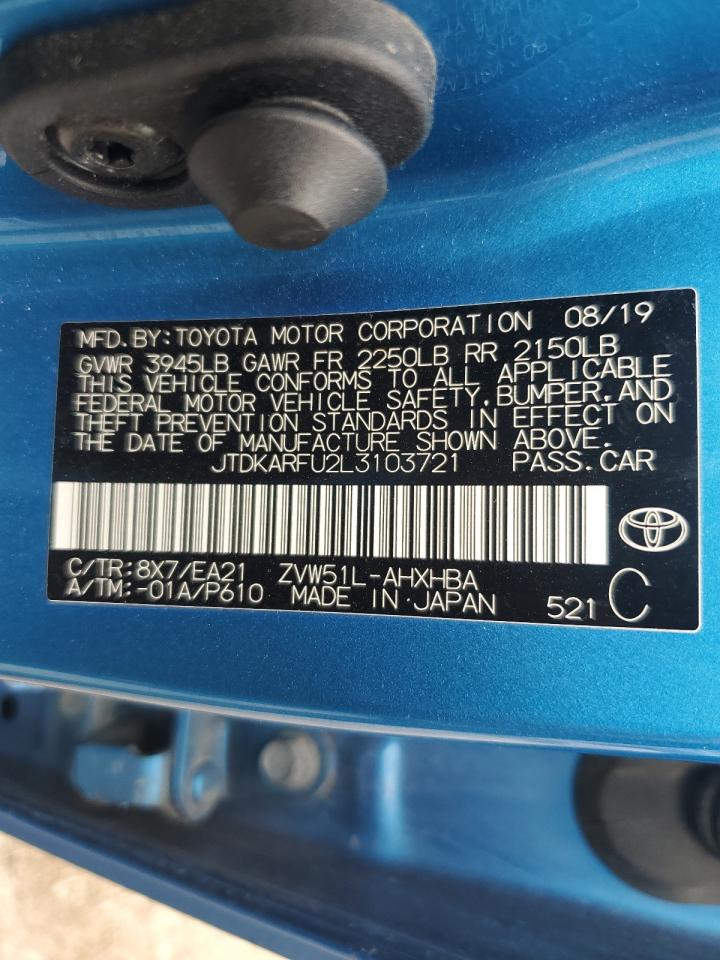 MFD. BY: TOYOTA MOTOR CORPORATION 08/19
GVWR 3945LB GAWR FR 2250LB RR 2150LB
THIS VEHICLE CONFORMS TO ALL APPLICABLE
FEDERAL MOTOR VEHICLE SAFETY, BUMPER, AND
THEFT PREVENTION STANDARDS IN EFFECT ON
THE DATE OF MANUFACTURE SHOWN ABOVE.
JTDKARFU2L3103721 PASS. CAR
C/TR: 8X7/EA21 ZVW51L-AHXHBA
A/TM: -01A/P610 MADE IN JAPAN 521 C